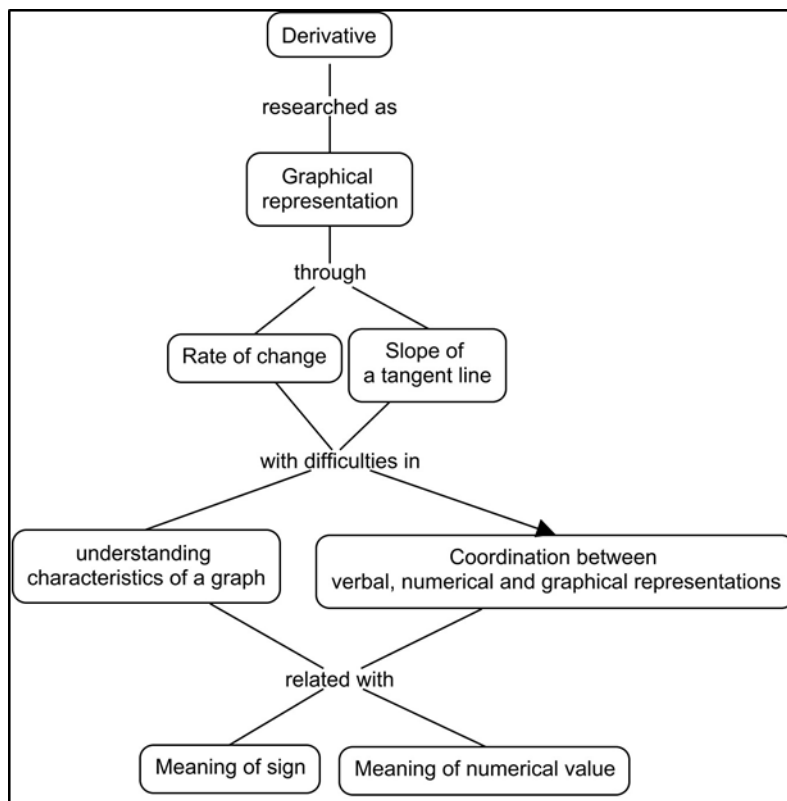 Derivative
researched as
Graphical
representation
through
Rate of change
Slope of
a tangent line
with difficulties in
understanding
characteristics of a graph
Coordination between
verbal, numerical and graphical representations
related with
Meaning of sign
Meaning of numerical value